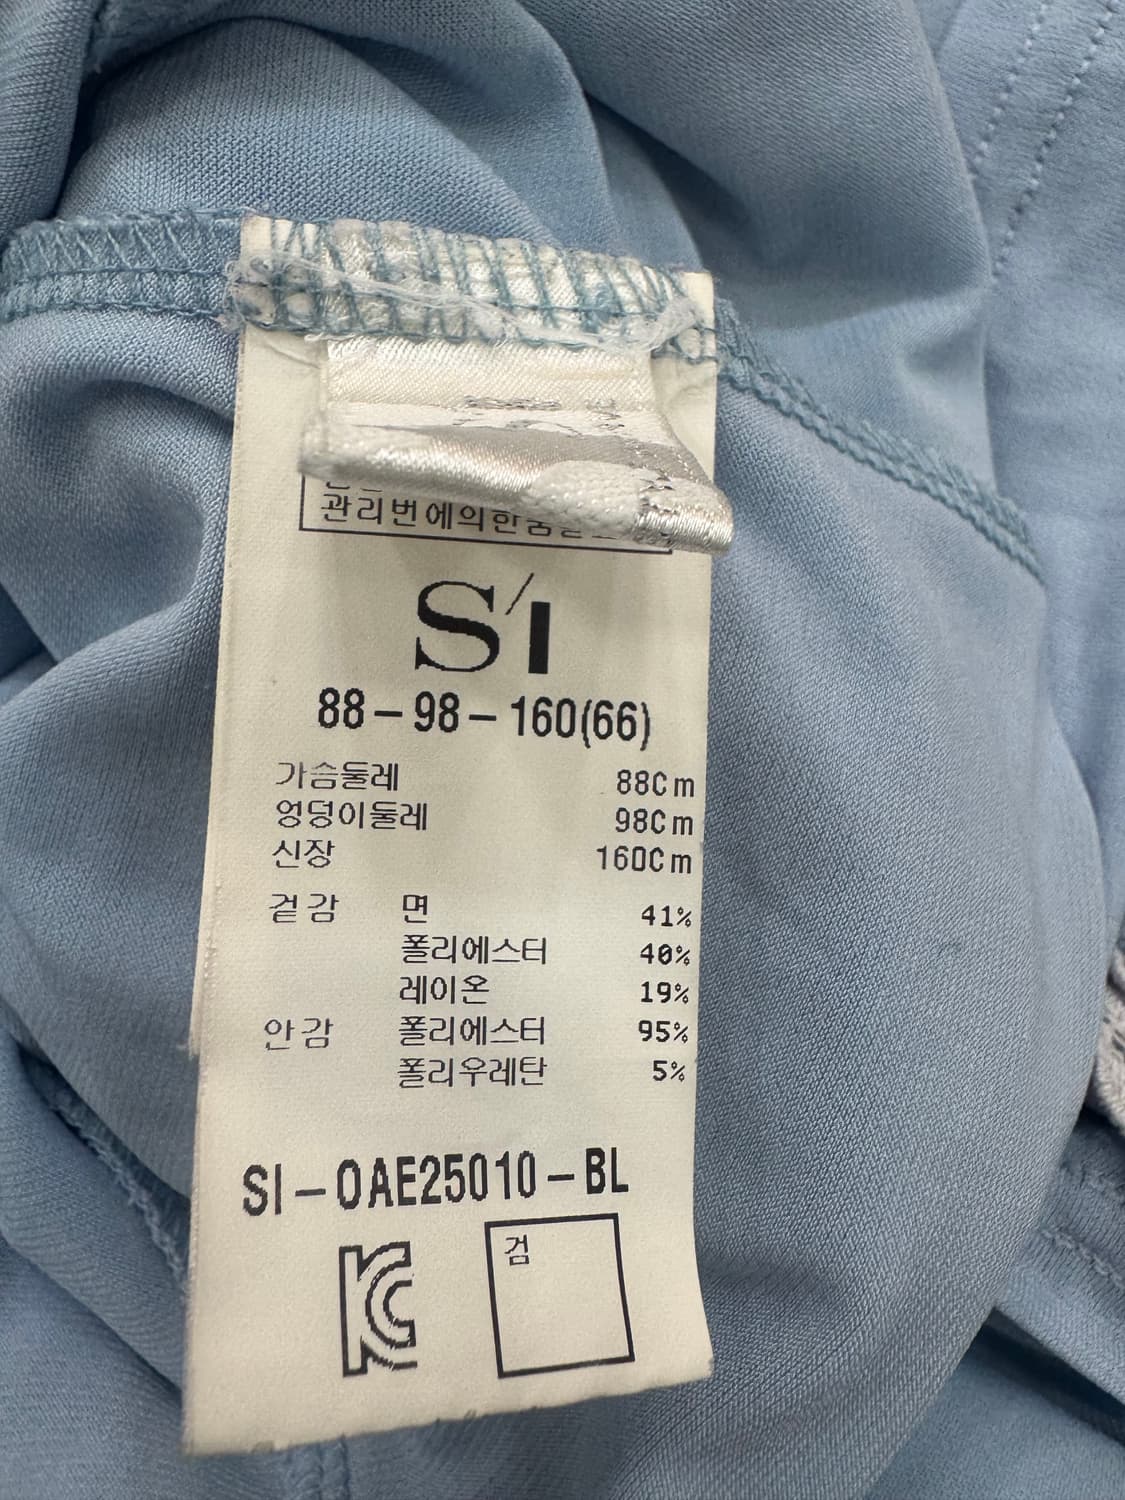 관리번에의한품
S'I
88-98-160(66)
가슴둘레 88Cm
엉덩이둘레 98Cm
신장 160Cm
겉감 면 41%
폴리에스터 40%
레이온 19%
안감 폴리에스터 95%
폴리우레탄 5%
SI-0AE25010-BL
KC
검